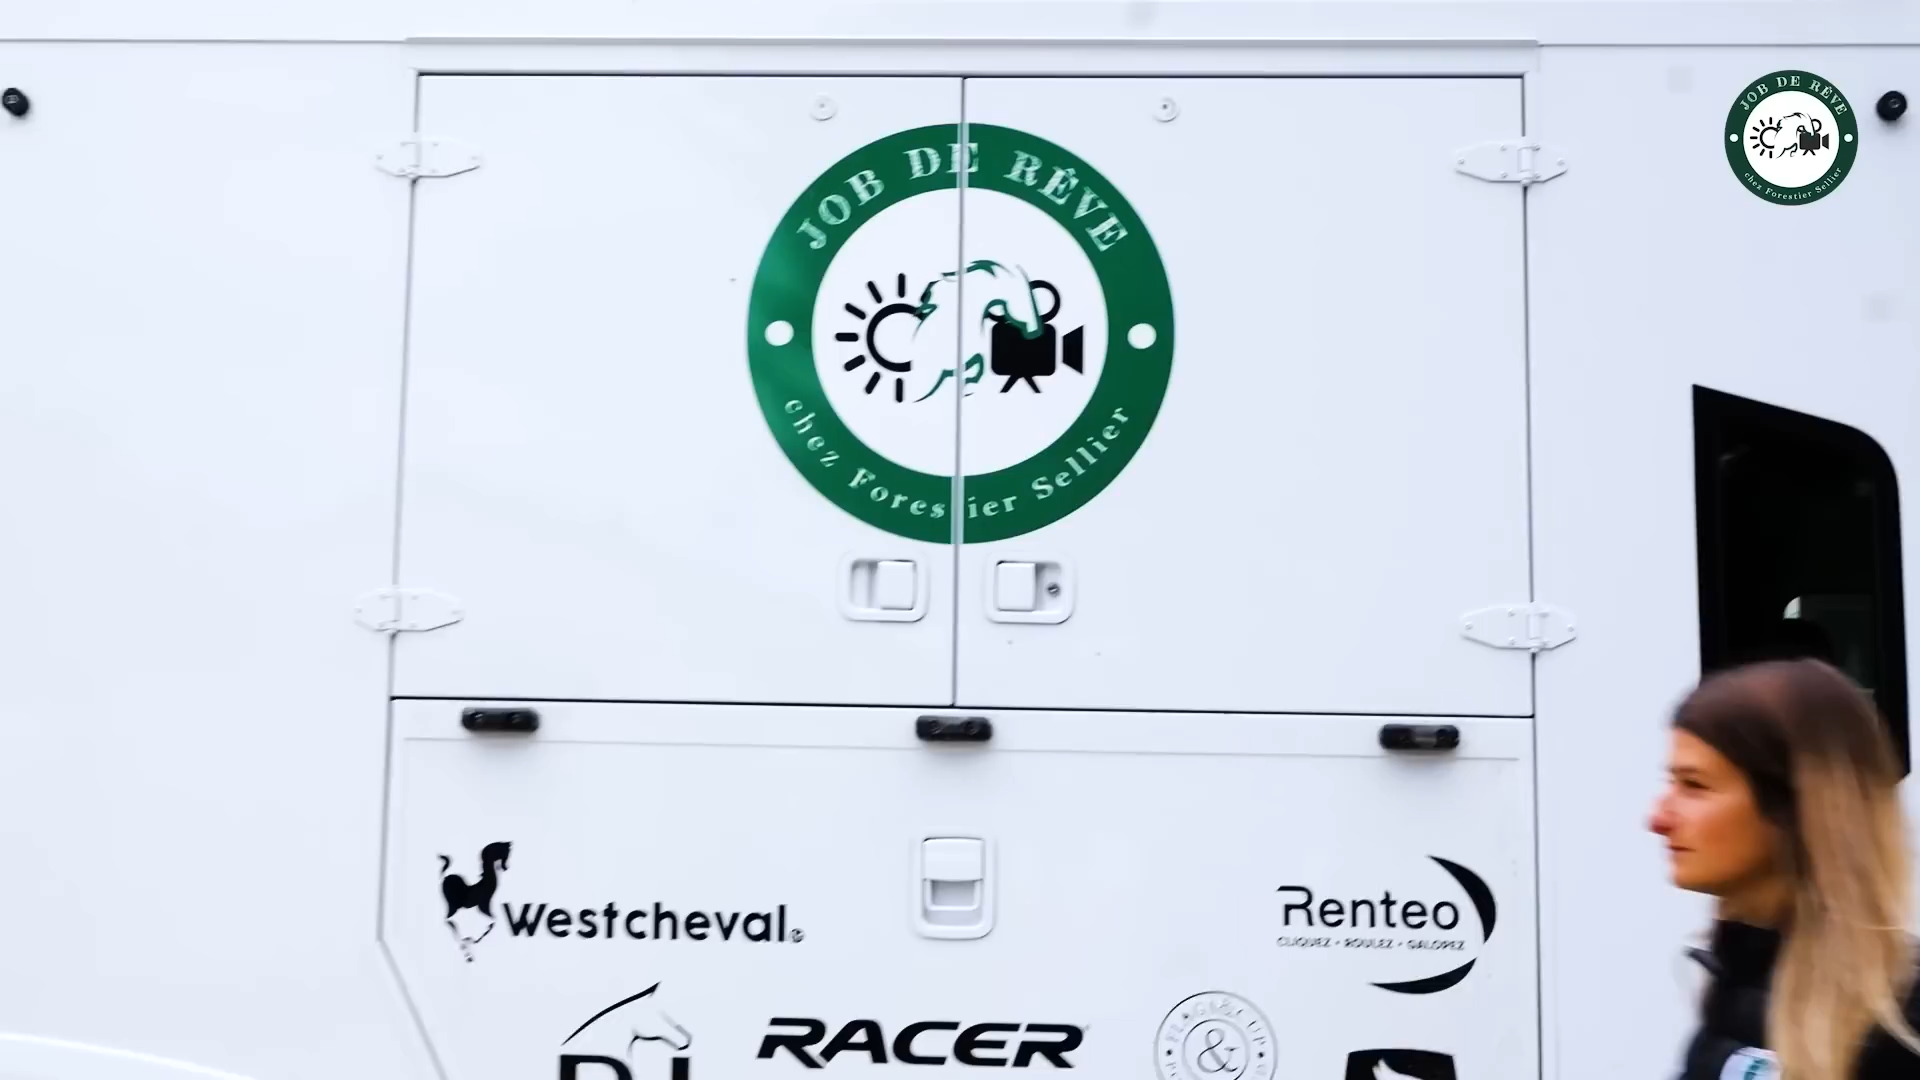 JOB DE RÊVE
chez Forestier Sellier
JOB DE RÊVE
chez Forestier Sellier
Westcheval
Renteo
CLIQUEZ • ROULEZ • GALOPEZ
RACER
&